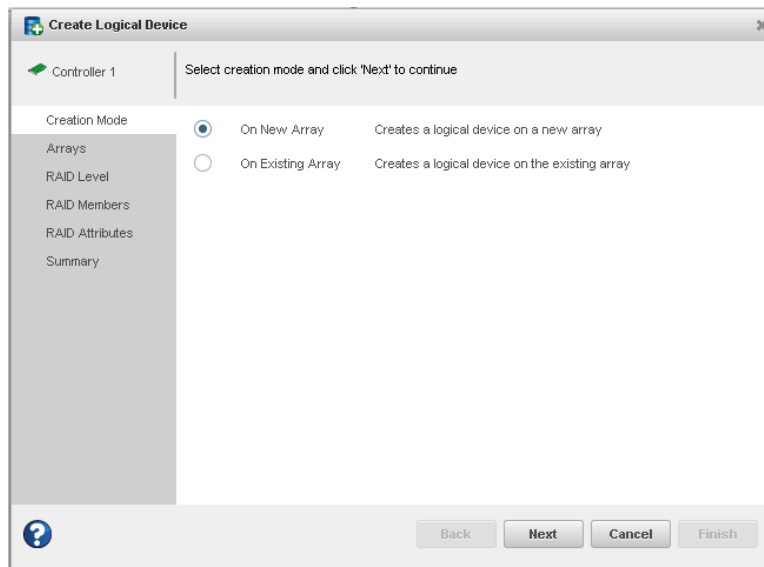 Create Logical Device
Controller 1
Select creation mode and click 'Next' to continue
Creation Mode
Arrays
RAID Level
RAID Members
RAID Attributes
Summary
On New Array Creates a logical device on a new array
On Existing Array Creates a logical device on the existing array
?
Back Next Cancel Finish